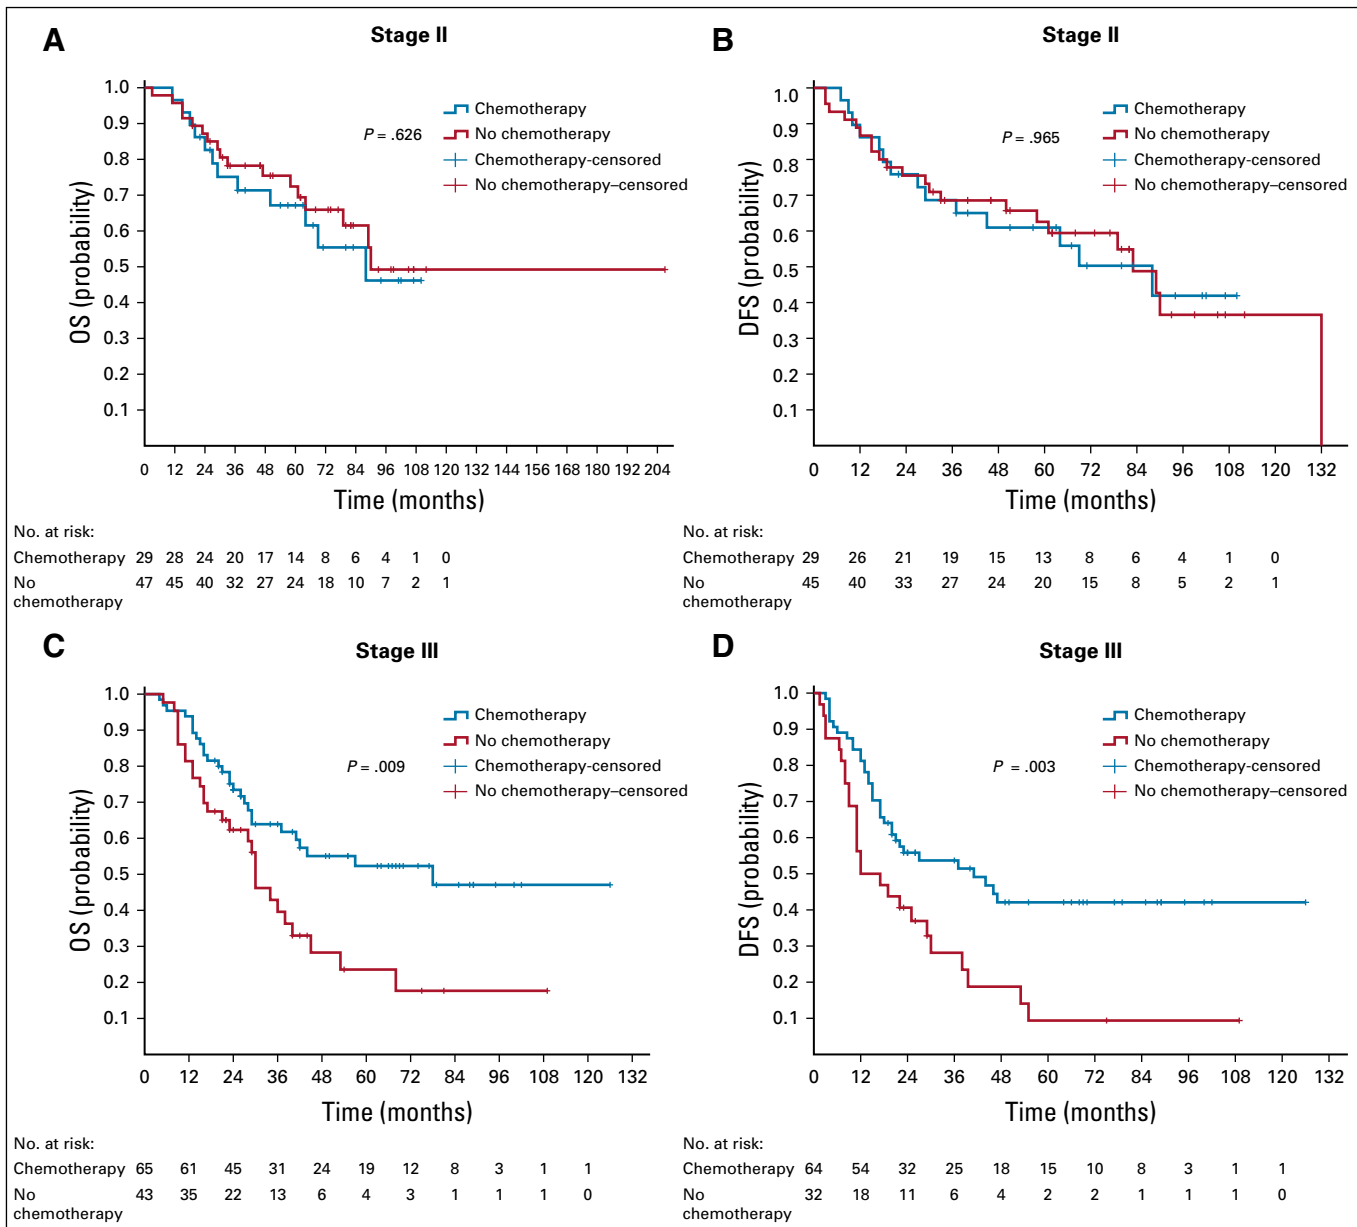 A
Stage II
OS (probability)
1.0
0.9
0.8
0.7
0.6
0.5
0.4
0.3
0.2
0.1
Chemotherapy
No chemotherapy
Chemotherapy-censored
No chemotherapy–censored
P = .626
0 12 24 36 48 60 72 84 96 108 120 132 144 156 168 180 192 204
Time (months)
No. at risk:
Chemotherapy 29 28 24 20 17 14 8 6 4 1 0
No 47 45 40 32 27 24 18 10 7 2 1
chemotherapy
B
Stage II
DFS (probability)
1.0
0.9
0.8
0.7
0.6
0.5
0.4
0.3
0.2
0.1
Chemotherapy
No chemotherapy
Chemotherapy-censored
No chemotherapy–censored
P = .965
0 12 24 36 48 60 72 84 96 108 120 132
Time (months)
No. at risk:
Chemotherapy 29 26 21 19 15 13 8 6 4 1 0
No 45 40 33 27 24 20 15 8 5 2 1
chemotherapy
C
Stage III
OS (probability)
1.0
0.9
0.8
0.7
0.6
0.5
0.4
0.3
0.2
0.1
Chemotherapy
No chemotherapy
Chemotherapy-censored
No chemotherapy–censored
P = .009
0 12 24 36 48 60 72 84 96 108 120 132
Time (months)
No. at risk:
Chemotherapy 65 61 45 31 24 19 12 8 3 1 1
No 43 35 22 13 6 4 3 1 1 1 0
chemotherapy
D
Stage III
DFS (probability)
1.0
0.9
0.8
0.7
0.6
0.5
0.4
0.3
0.2
0.1
Chemotherapy
No chemotherapy
Chemotherapy-censored
No chemotherapy–censored
P = .003
0 12 24 36 48 60 72 84 96 108 120 132
Time (months)
No. at risk:
Chemotherapy 64 54 32 25 18 15 10 8 3 1 1
No 32 18 11 6 4 2 2 1 1 1 0
chemotherapy